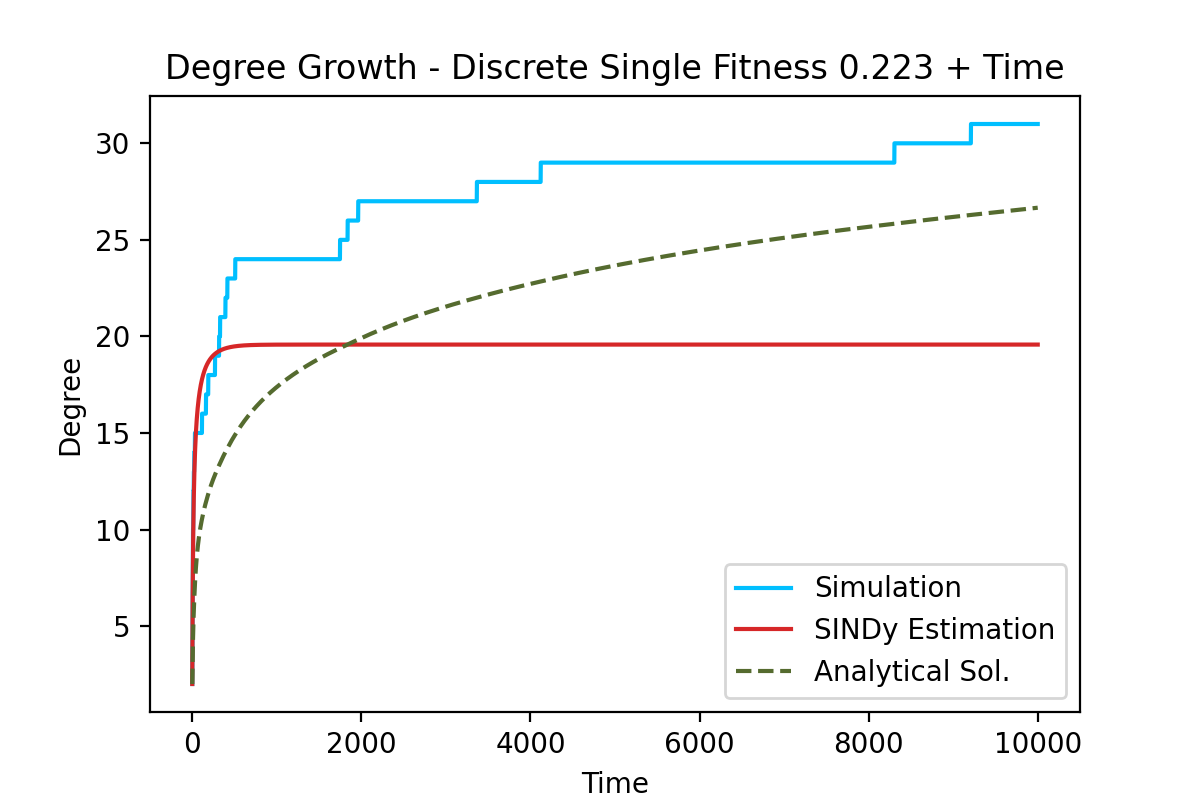 Degree Growth - Discrete Single Fitness 0.223 + Time
30
25
20
15
10
5
Degree
Simulation
SINDy Estimation
Analytical Sol.
0 2000 4000 6000 8000 10000
Time